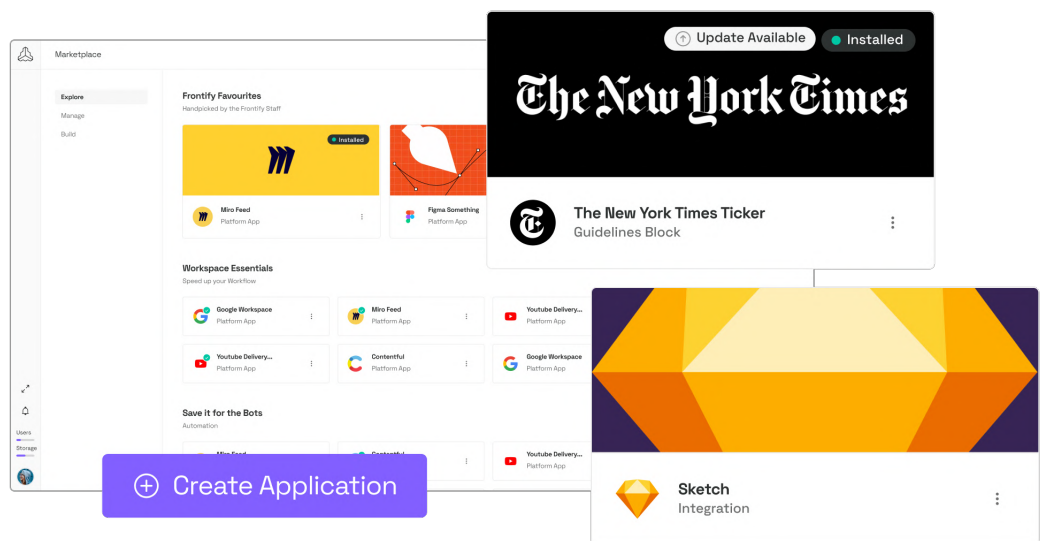 Marketplace
Explore
Manage
Build
Frontify Favourites
Handpicked by the Frontify Staff
Installed
Miro Feed
Platform App
Figma Something
Platform App
Workspace Essentials
Speed up your Workflow
Google Workspace
Platform App
Miro Feed
Platform App
Youtube Delivery...
Platform App
Youtube Delivery...
Platform App
Contentful
Platform App
Google Workspace
Platform App
Save it for the Bots
Automation
Miro Feed
Contentful
Youtube Delivery...
Platform App
Users
Storage
Create Application
Update Available
Installed
The New York Times
The New York Times Ticker
Guidelines Block
Sketch
Integration